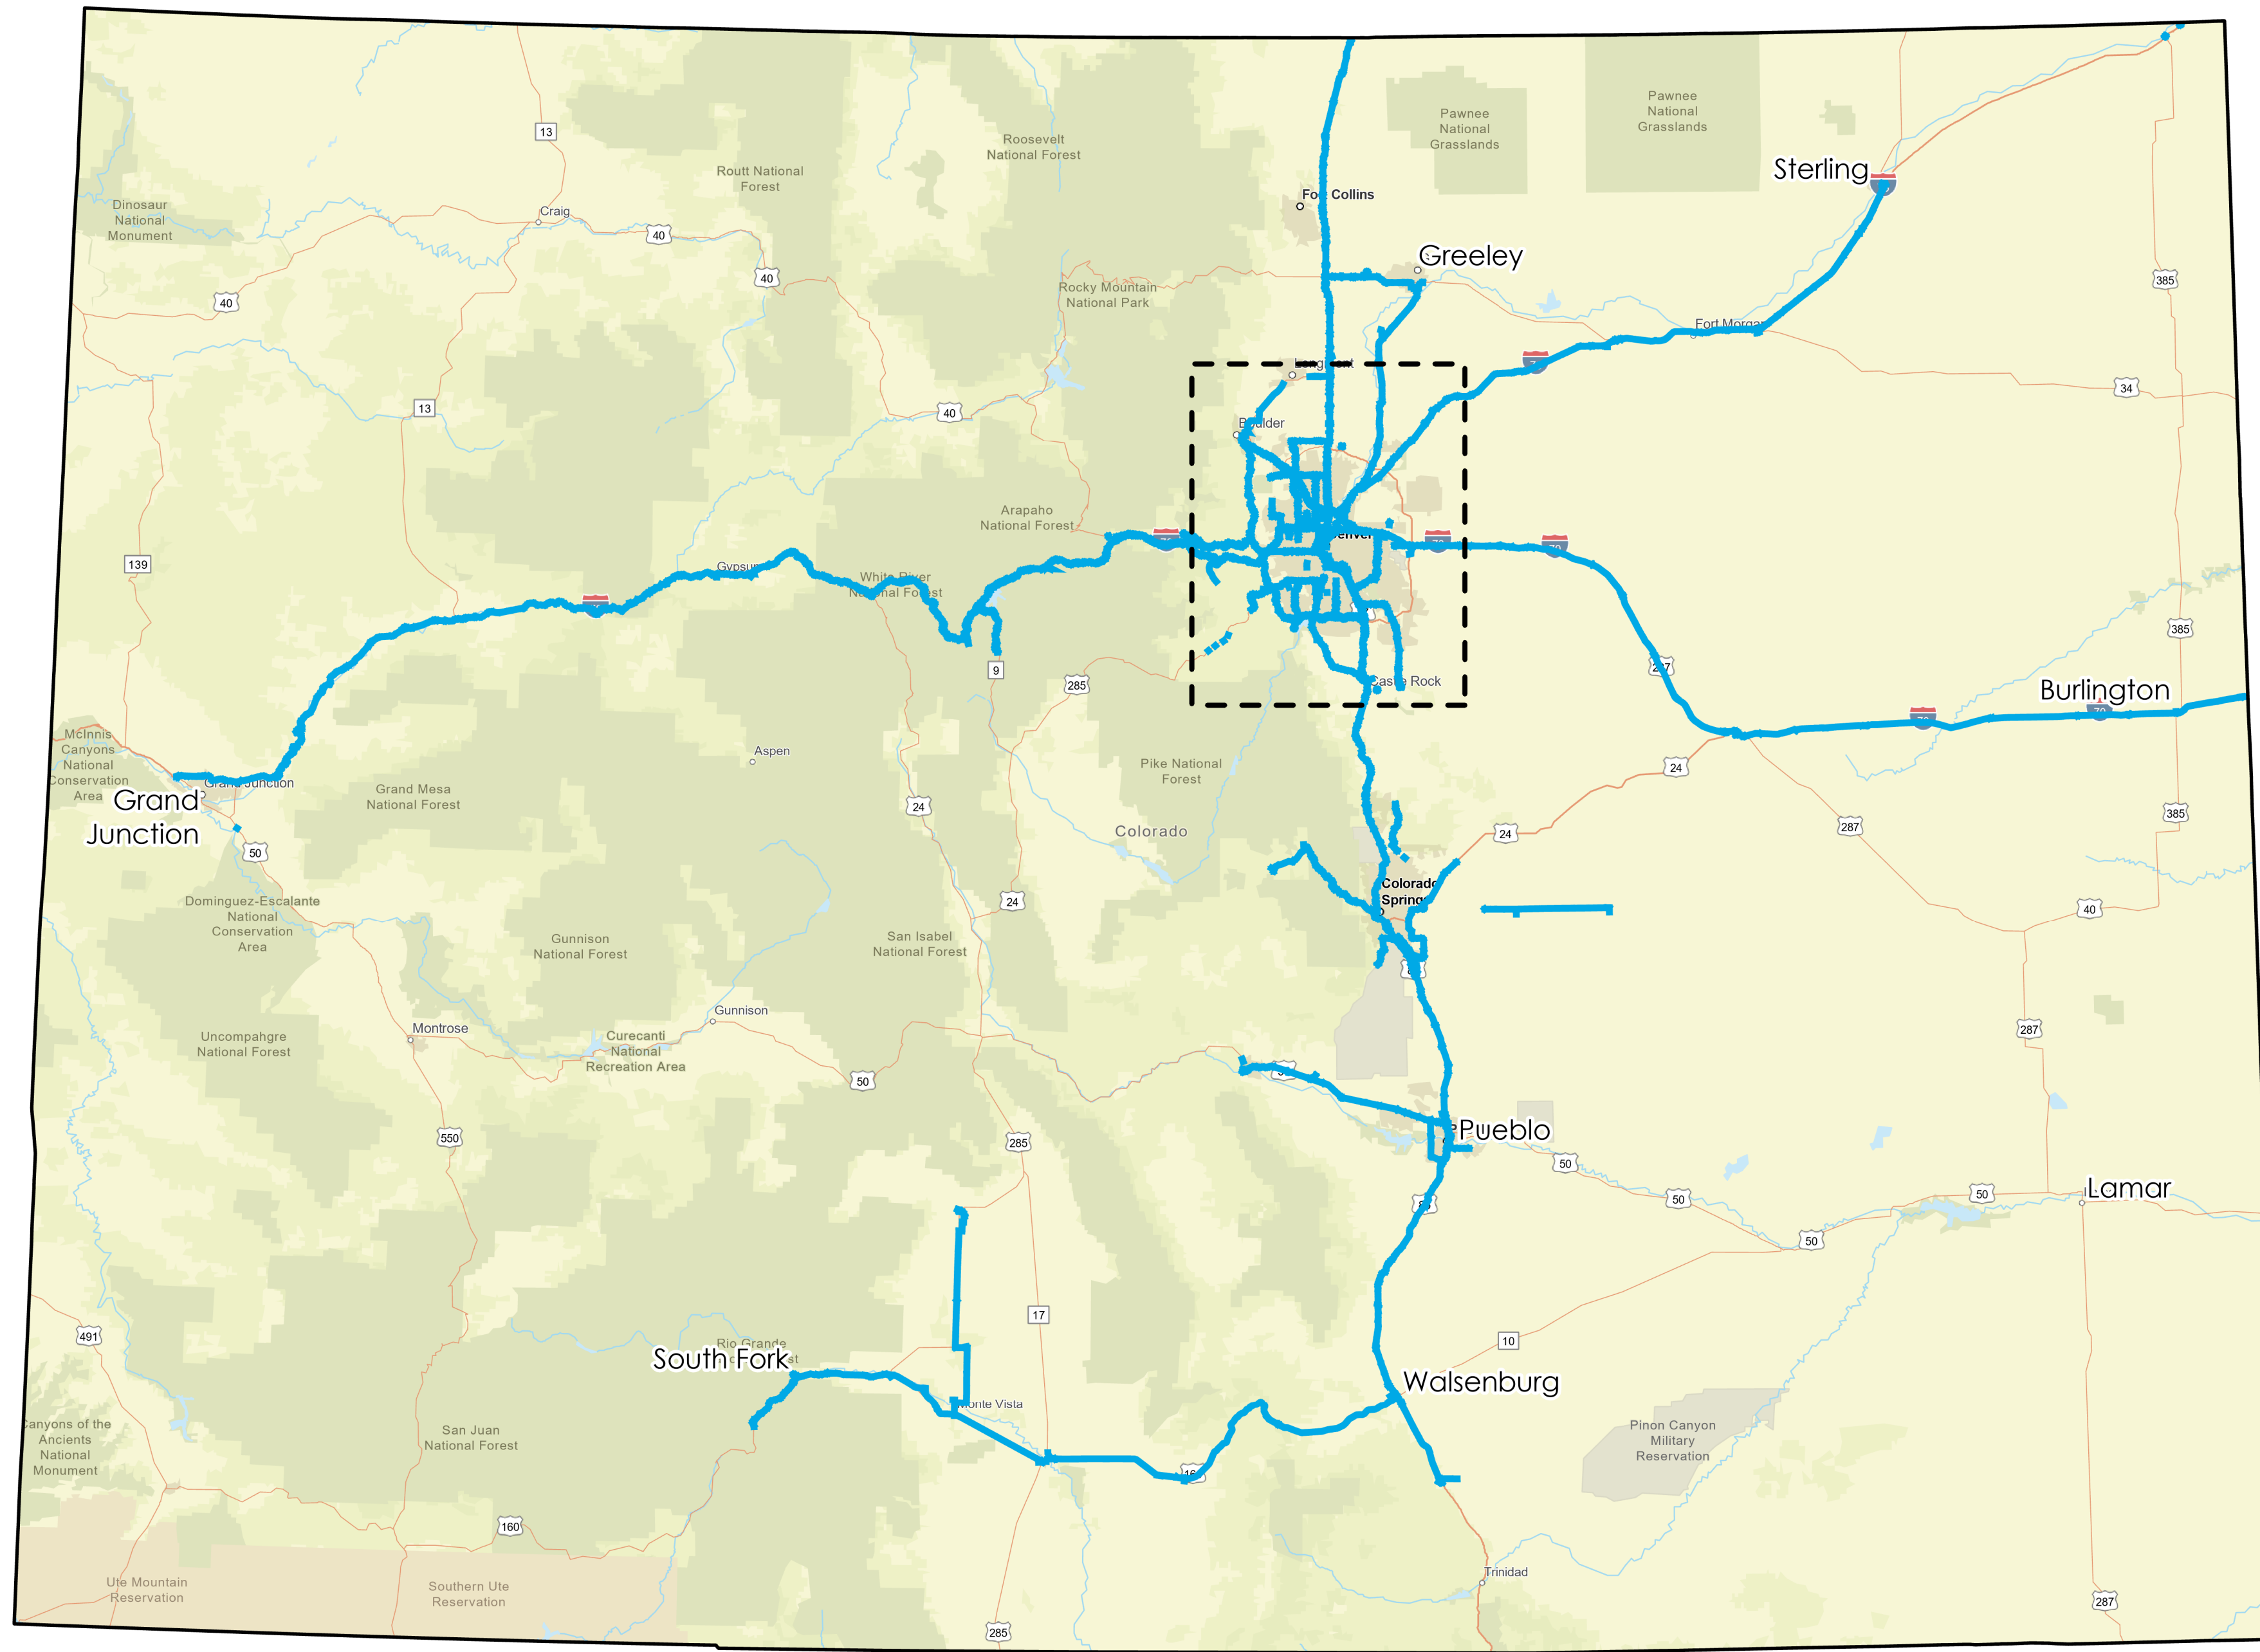 13
Roosevelt
National Forest
Pawnee
National
Grasslands
Pawnee
National
Grasslands
Routt National
Forest
Sterling
Dinosaur
National
Monument
Craig
40
40
40
Fort Collins
Greeley
385
Rocky Mountain
National Park
Fort Morgan
Longmont
34
13
40
Boulder
Arapaho
National Forest
Denver
70
139
Gypsum
White River
National Forest
385
9
285
287
Castle Rock
Burlington
McInnis
Canyons
National
Conservation
Area
Grand Junction
Grand
Junction
Aspen
Grand Mesa
National Forest
Pike National
Forest
24
24
24
287
385
Colorado
50
Colorado
Springs
Dominguez-Escalante
National
Conservation
Area
24
40
Gunnison
National Forest
San Isabel
National Forest
Gunnison
Montrose
Uncompahgre
National Forest
Curecanti
National
Recreation Area
287
50
550
285
Pueblo
50
50
50
50
Lamar
491
17
10
Rio Grande
South Fork
Walsenburg
Monte Vista
Canyons of the
Ancients
National
Monument
San Juan
National Forest
Pinon Canyon
Military
Reservation
160
160
Trinidad
Ute Mountain
Reservation
Southern Ute
Reservation
285
287